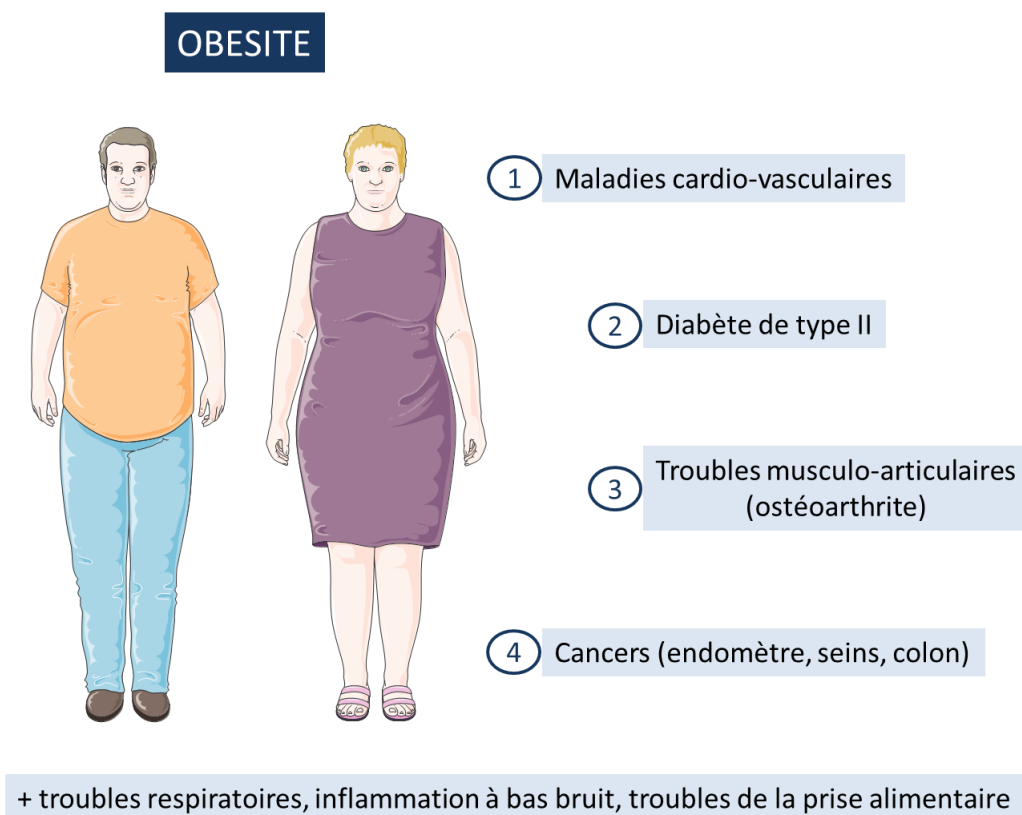 OBESITE
1 Maladies cardio-vasculaires
2 Diabète de type II
3 Troubles musculo-articulaires
(ostéoarthrite)
4 Cancers (endomètre, seins, colon)
+ troubles respiratoires, inflammation à bas bruit, troubles de la prise alimentaire